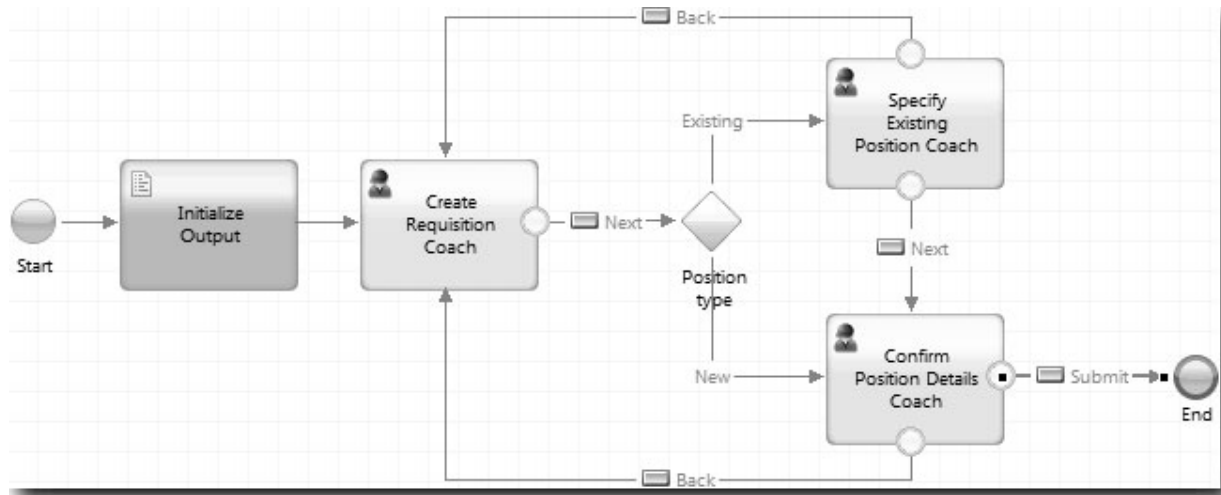 Back
Specify
Existing
Position Coach
Existing
Initialize
Output
Create
Requisition
Coach
Next
Next
Start
Position
type
Confirm
Position Details
Coach
New
Submit
End
Back